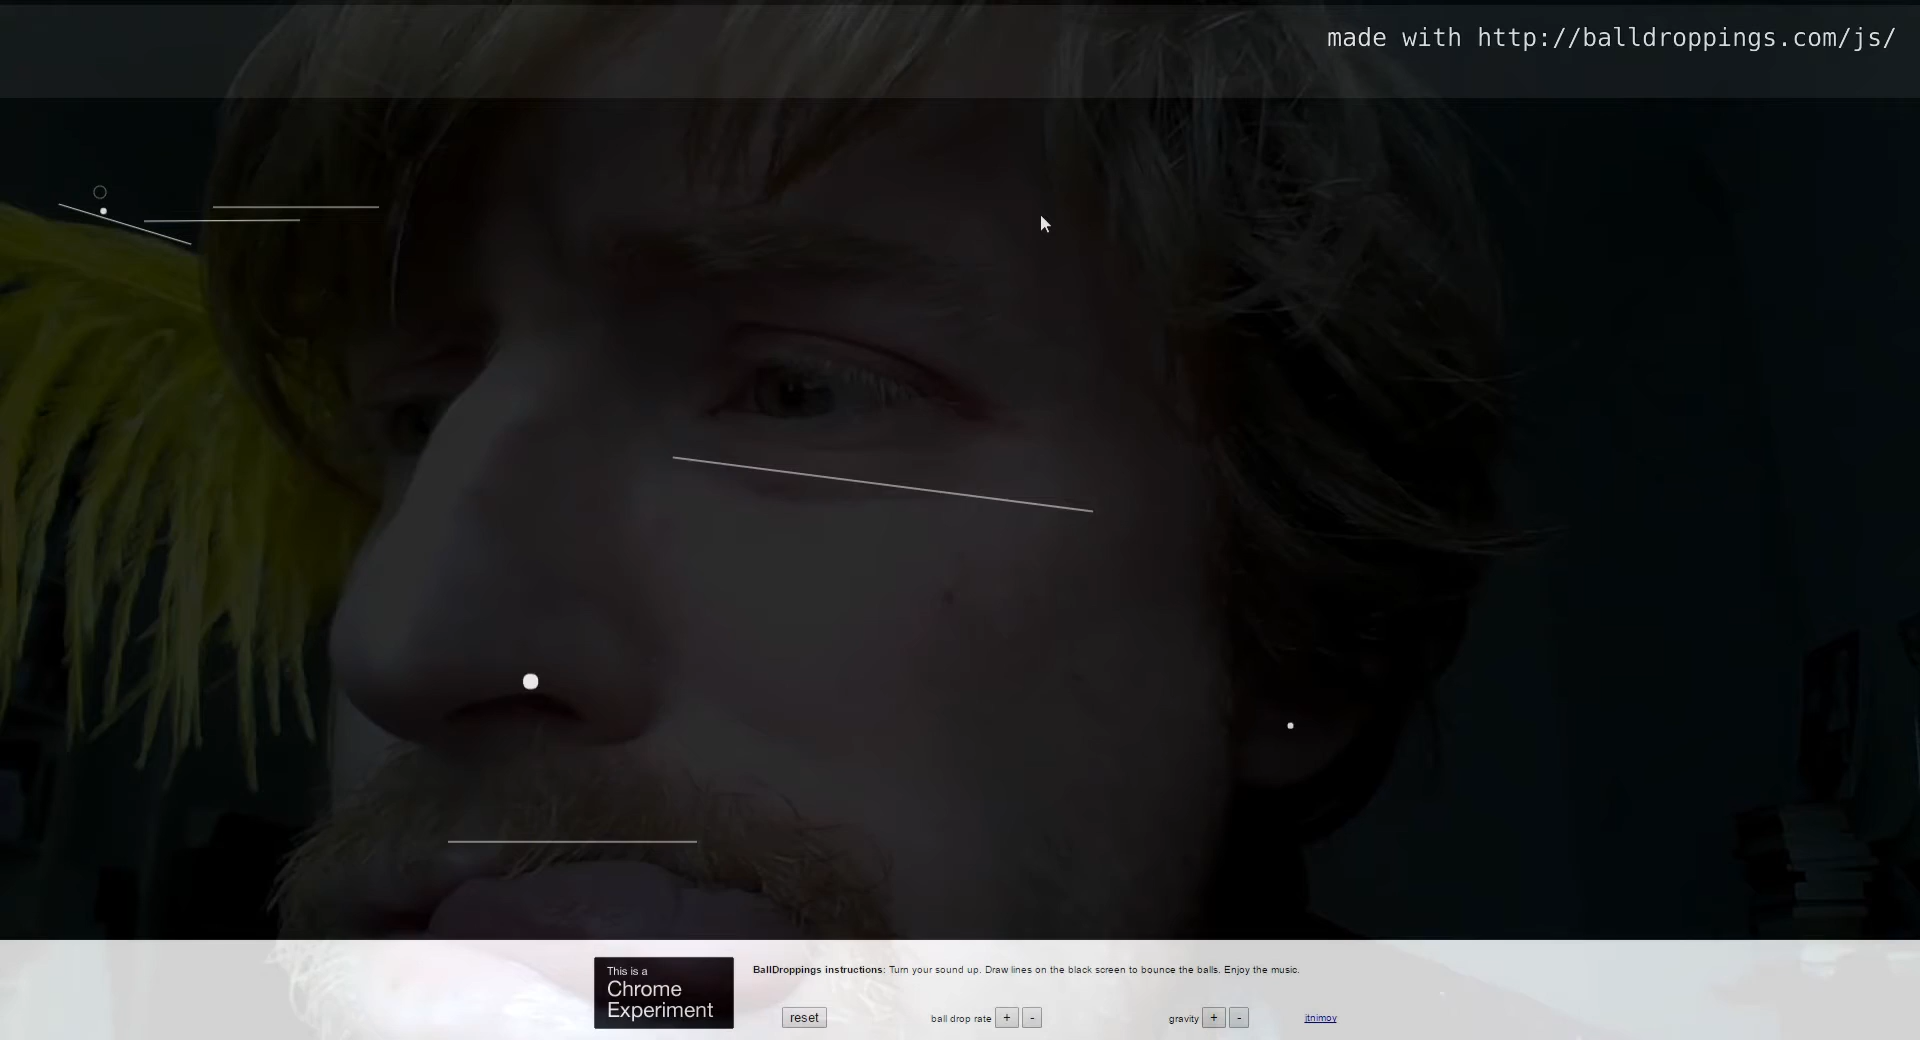 made with http://balldroppings.com/js/
This is a
Chrome
Experiment
BallDroppings instructions: Turn your sound up. Draw lines on the black screen to bounce the balls. Enjoy the music.
reset
ball drop rate + -
gravity + -
jtnimoy